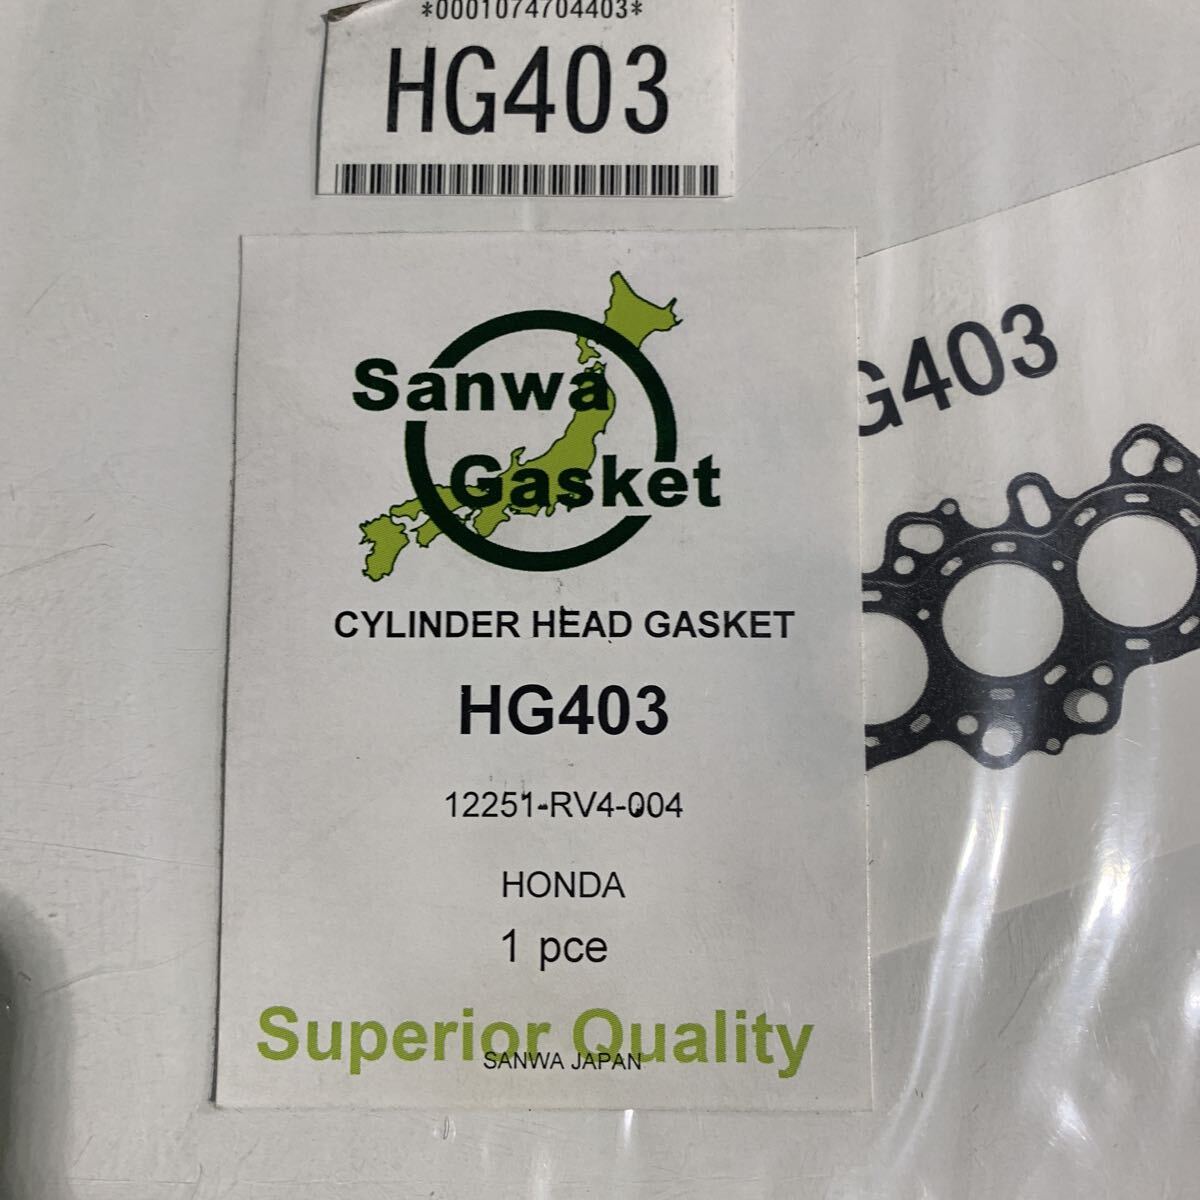 *0001074704403*
HG403
Sanwa
Gasket
CYLINDER HEAD GASKET
HG403
12251-RV4-004
HONDA
1 pce
Superior Quality
SANWA JAPAN
G403